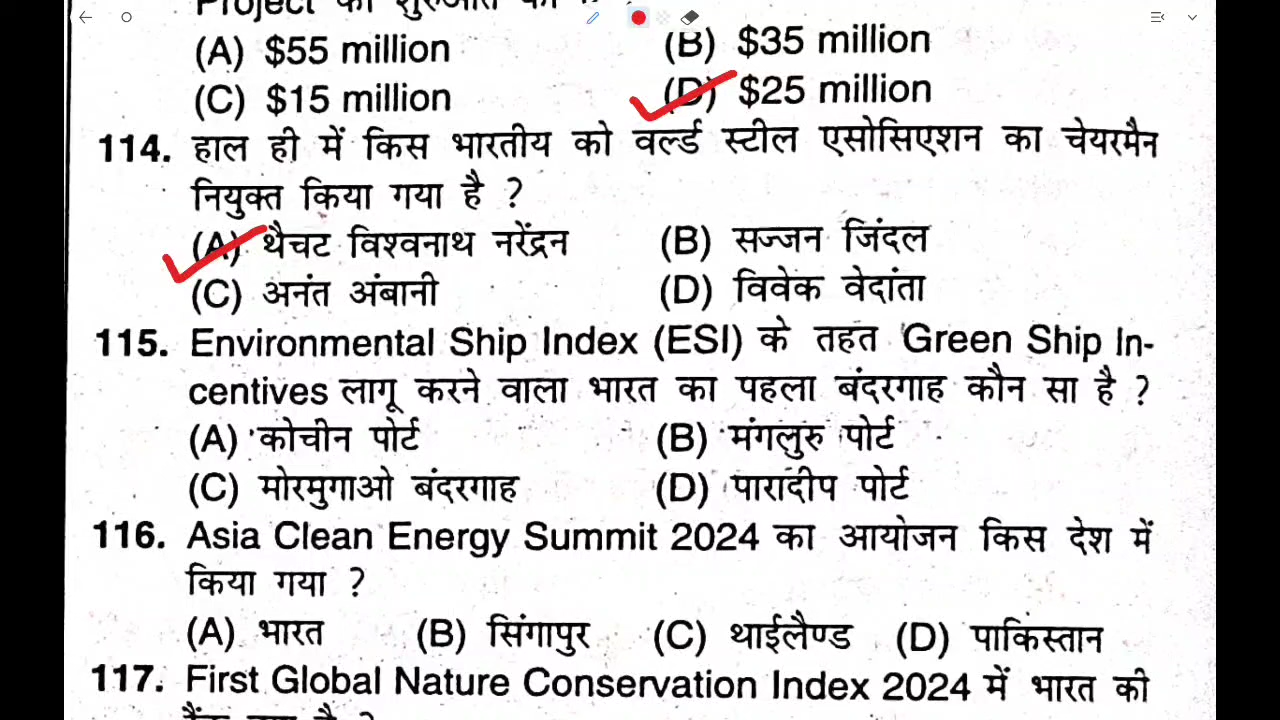 Project की शुरुआत की
(A) $55 million (B) $35 million
(C) $15 million (D) $25 million
114. हाल ही में किस भारतीय को वर्ल्ड स्टील एसोसिएशन का चेयरमैन
नियुक्त किया गया है ?
(A) थैचट विश्वनाथ नरेंद्रन (B) सज्जन जिंदल
(C) अनंत अंबानी (D) विवेक वेदांता
115. Environmental Ship Index (ESI) के तहत Green Ship In-
centives लागू करने वाला भारत का पहला बंदरगाह कौन सा है ?
(A) कोचीन पोर्ट (B) मंगलुरु पोर्ट
(C) मोरमुगाओ बंदरगाह (D) पारादीप पोर्ट
116. Asia Clean Energy Summit 2024 का आयोजन किस देश में
किया गया ?
(A) भारत (B) सिंगापुर (C) थाईलैण्ड (D) पाकिस्तान
117. First Global Nature Conservation Index 2024 में भारत की